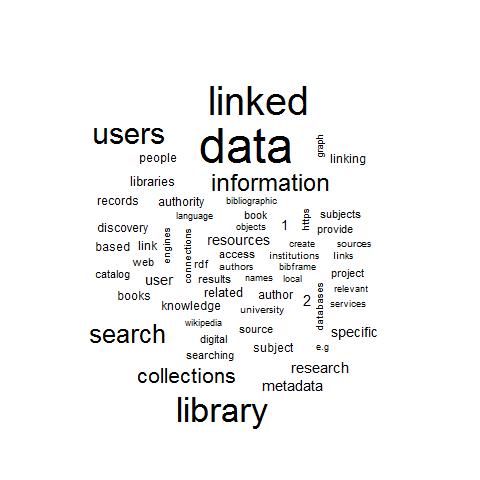 linked
users
data
graph
people
linking
libraries
information
records
authority
bibliographic
language
book
https
subjects
discovery
objects
1
provide
based
link
engines
connections
resources
create
sources
web
rdf
access
institutions
links
catalog
authors
bibframe
project
user
results
names
local
books
related
author
2
databases
relevant
knowledge
university
services
search
wikipedia
source
specific
digital
searching
subject
e.g
collections
research
metadata
library